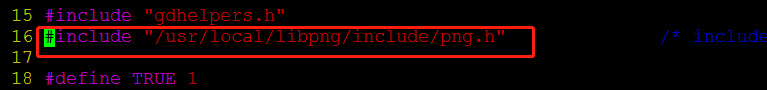 15 #include "gdhelpers.h"
16 #include "/usr/local/libpng/include/png.h" /* include
17
18 #define TRUE 1